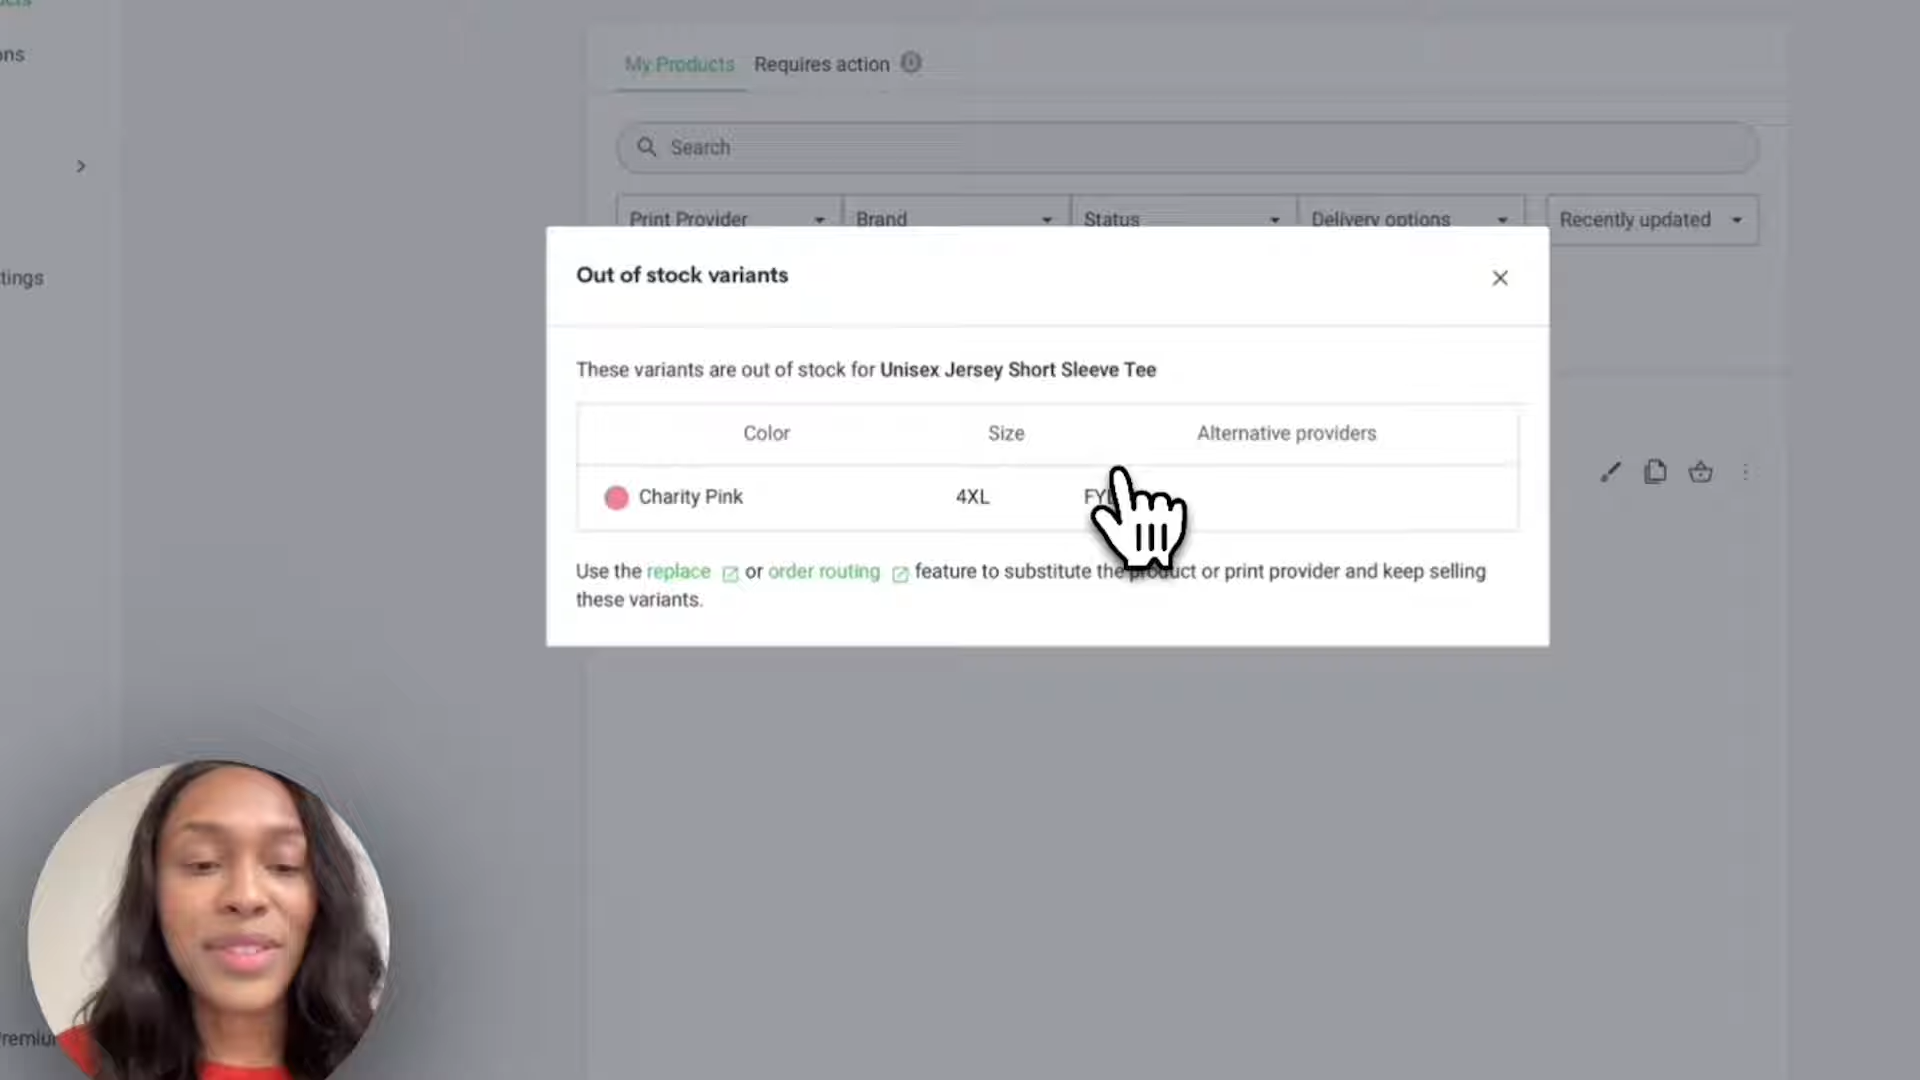 ons
tings
My Products Requires action
Search
Print Provider Brand Status Delivery options Recently updated
Out of stock variants
These variants are out of stock for Unisex Jersey Short Sleeve Tee
Color Size Alternative providers
Charity Pink 4XL
Use the replace or order routing feature to substitute the product or print provider and keep selling
these variants.